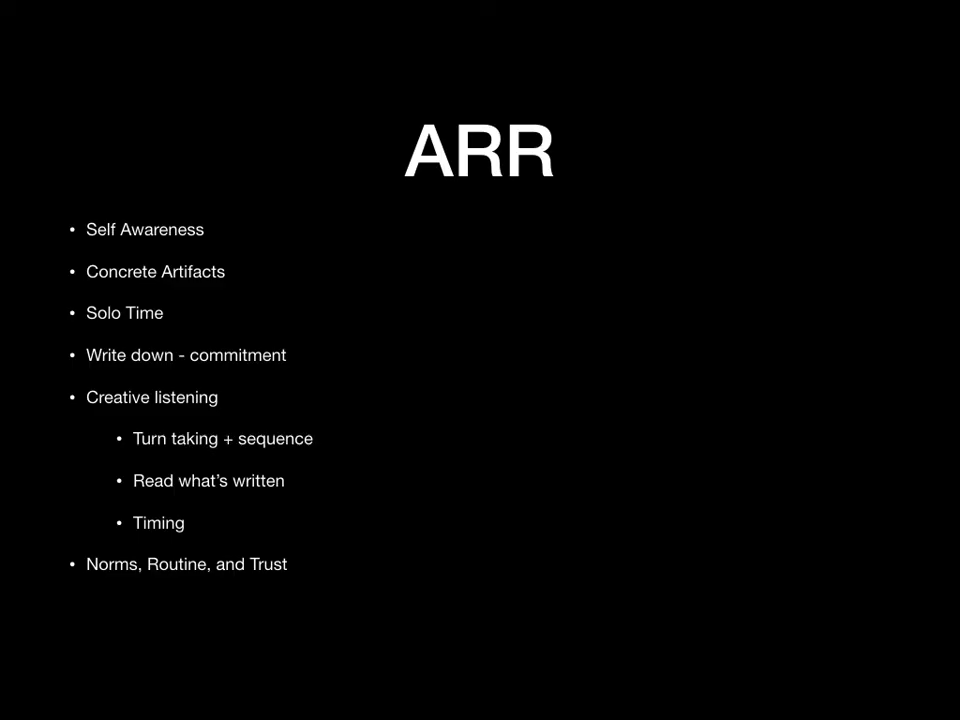 ARR
• Self Awareness
• Concrete Artifacts
• Solo Time
• Write down - commitment
• Creative listening
• Turn taking + sequence
• Read what’s written
• Timing
• Norms, Routine, and Trust